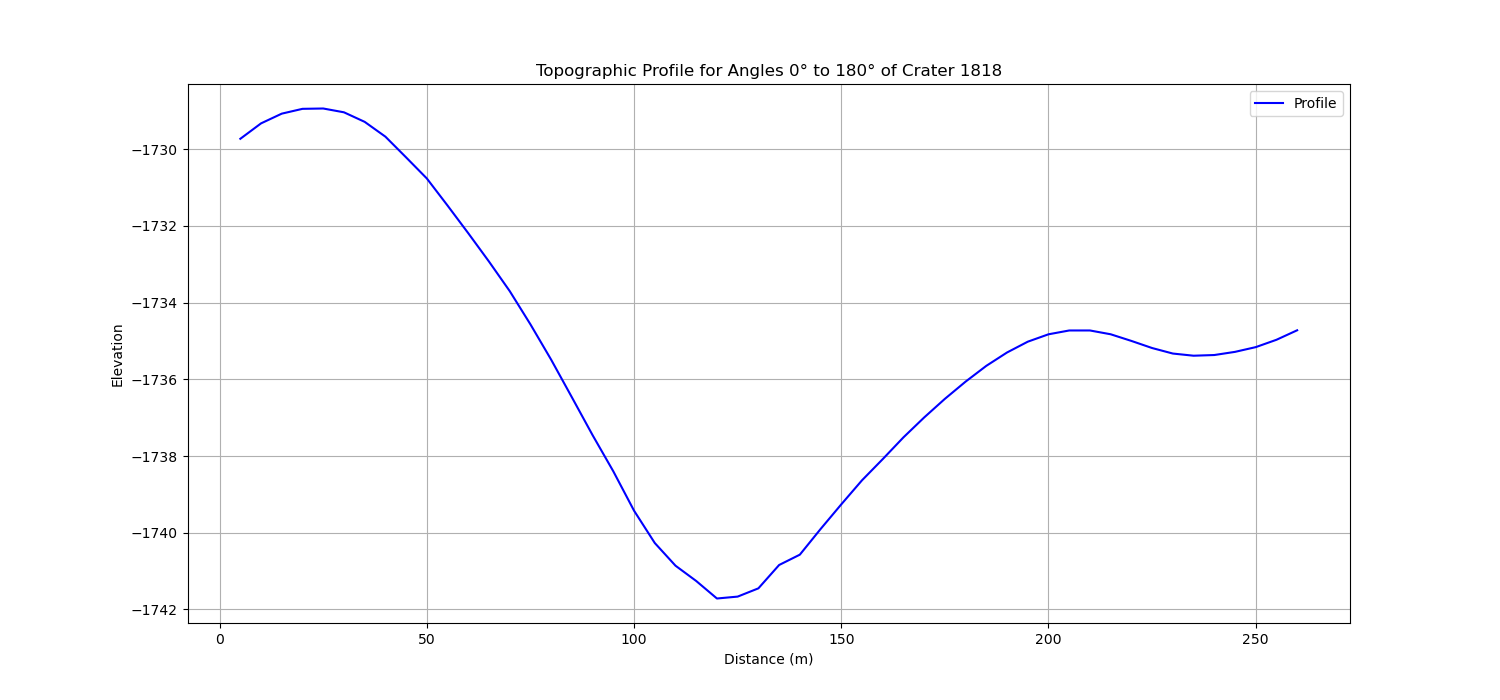 Topographic Profile for Angles 0° to 180° of Crater 1818
Profile
−1730
−1732
−1734
−1736
−1738
−1740
−1742
Elevation
0 50 100 150 200 250
Distance (m)